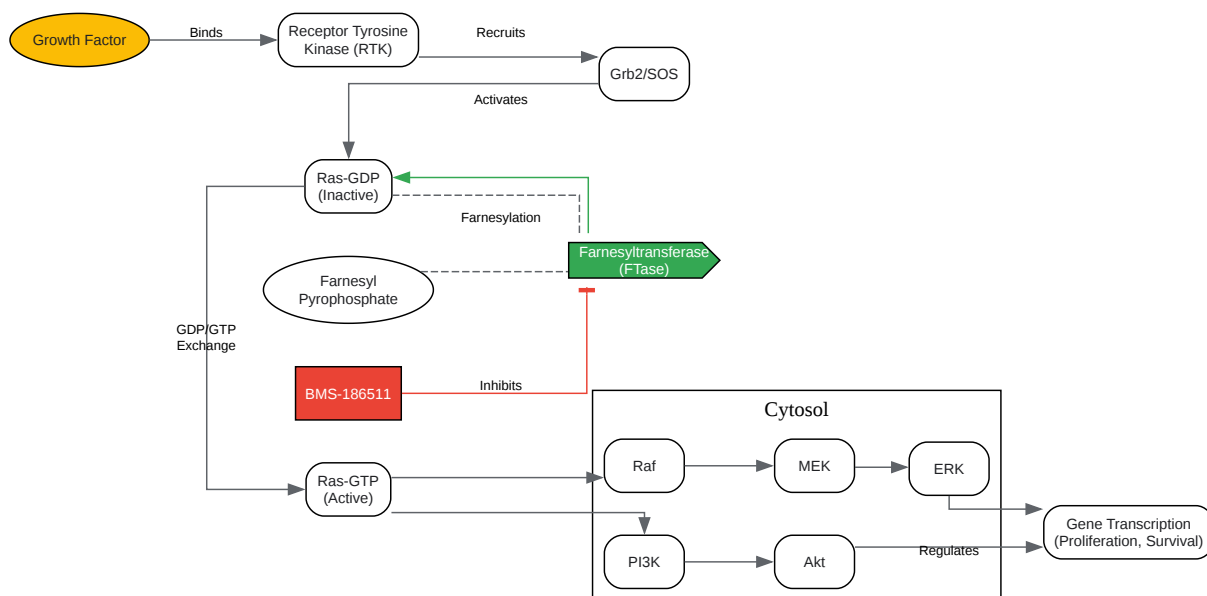 Growth Factor
Binds
Receptor Tyrosine
Kinase (RTK)
Recruits
Grb2/SOS
Activates
Ras-GDP
(Inactive)
Farnesylation
Farnesyltransferase
(FTase)
Farnesyl
Pyrophosphate
GDP/GTP
Exchange
BMS-186511
Inhibits
Cytosol
Raf
MEK
ERK
Ras-GTP
(Active)
Gene Transcription
(Proliferation, Survival)
PI3K
Akt
Regulates